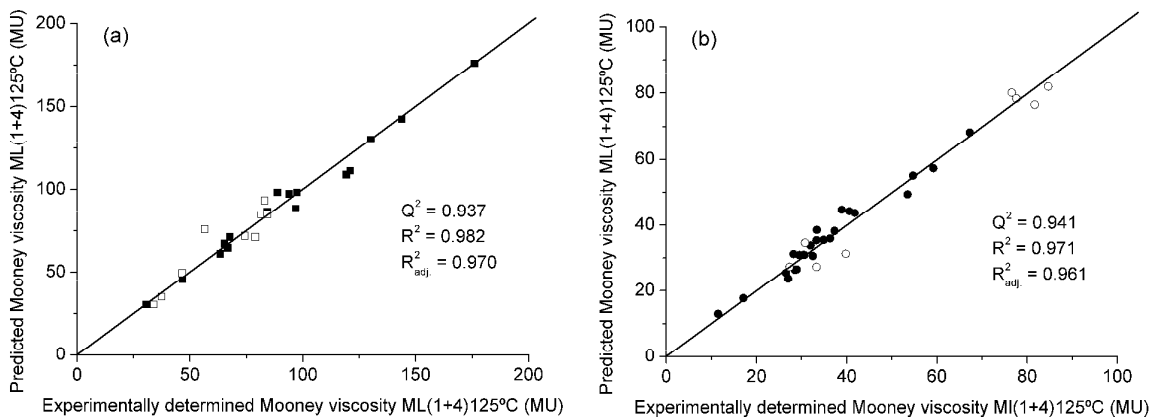 (a)
Predicted Mooney viscosity ML(1+4)125ºC (MU)
200
150
100
50
0
Q² = 0.937
R² = 0.982
R²adj. = 0.970
0 50 100 150 200
Experimentally determined Mooney viscosity ML(1+4)125ºC (MU)
(b)
Predicted Mooney viscosity ML(1+4)125ºC (MU)
100
80
60
40
20
0
Q² = 0.941
R² = 0.971
R²adj. = 0.961
0 20 40 60 80 100
Experimentally determined Mooney viscosity Ml(1+4)125ºC (MU)